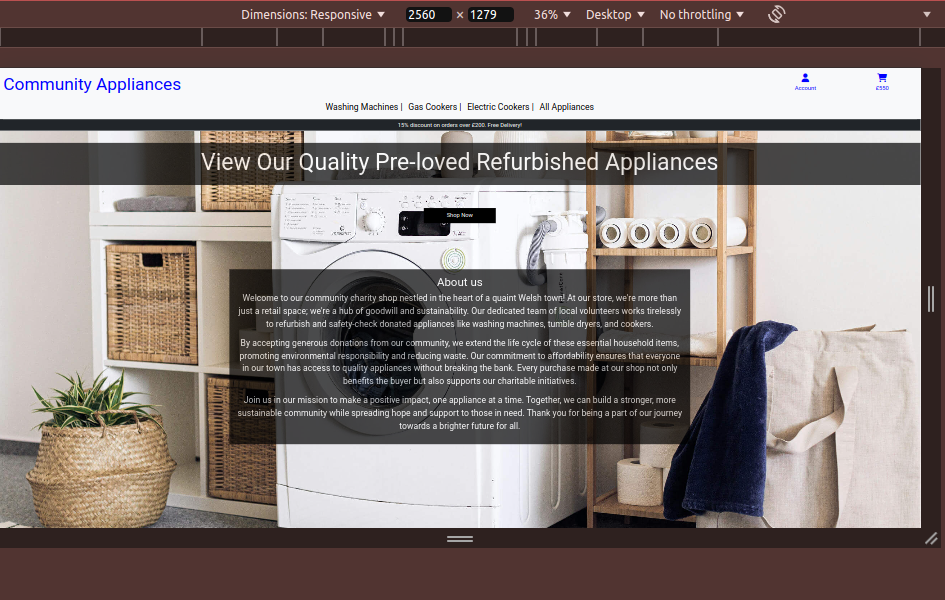 Dimensions: Responsive 2560 × 1279 36% Desktop No throttling
Community Appliances
Account £550
Washing Machines | Gas Cookers | Electric Cookers | All Appliances
15% discount on orders over £200. Free Delivery!
View Our Quality Pre-loved Refurbished Appliances
Shop Now
About us
Welcome to our community charity shop nestled in the heart of a quaint Welsh town! At our store, we're more than
just a retail space; we're a hub of goodwill and sustainability. Our dedicated team of local volunteers works tirelessly
to refurbish and safety-check donated appliances like washing machines, tumble dryers, and cookers.
By accepting generous donations from our community, we extend the life cycle of these essential household items,
promoting environmental responsibility and reducing waste. Our commitment to affordability ensures that everyone
in our town has access to quality appliances without breaking the bank. Every purchase made at our shop not only
benefits the buyer but also supports our charitable initiatives.
Join us in our mission to make a positive impact, one appliance at a time. Together, we can build a stronger, more
sustainable community while spreading hope and support to those in need. Thank you for being a part of our journey
towards a brighter future for all.